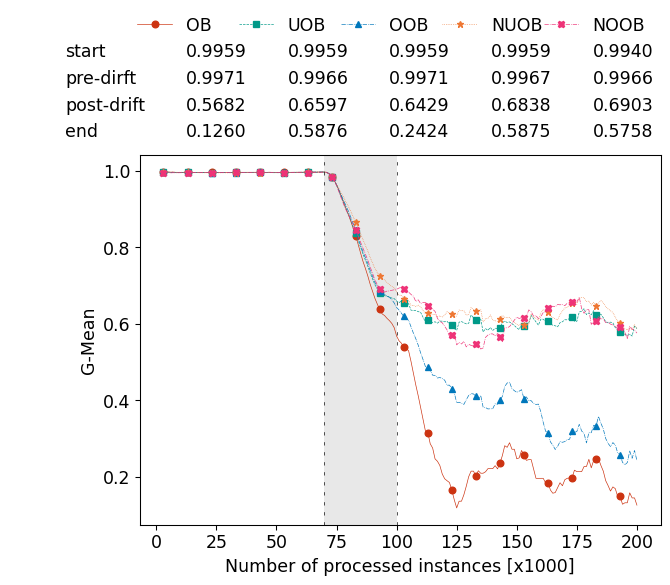 OB UOB OOB NUOB NOOB
start 0.9959 0.9959 0.9959 0.9959 0.9940
pre-dirft 0.9971 0.9966 0.9971 0.9967 0.9966
post-drift 0.5682 0.6597 0.6429 0.6838 0.6903
end 0.1260 0.5876 0.2424 0.5875 0.5758
1.0
0.8
0.6
0.4
0.2
G-Mean
0 25 50 75 100 125 150 175 200
Number of processed instances [x1000]